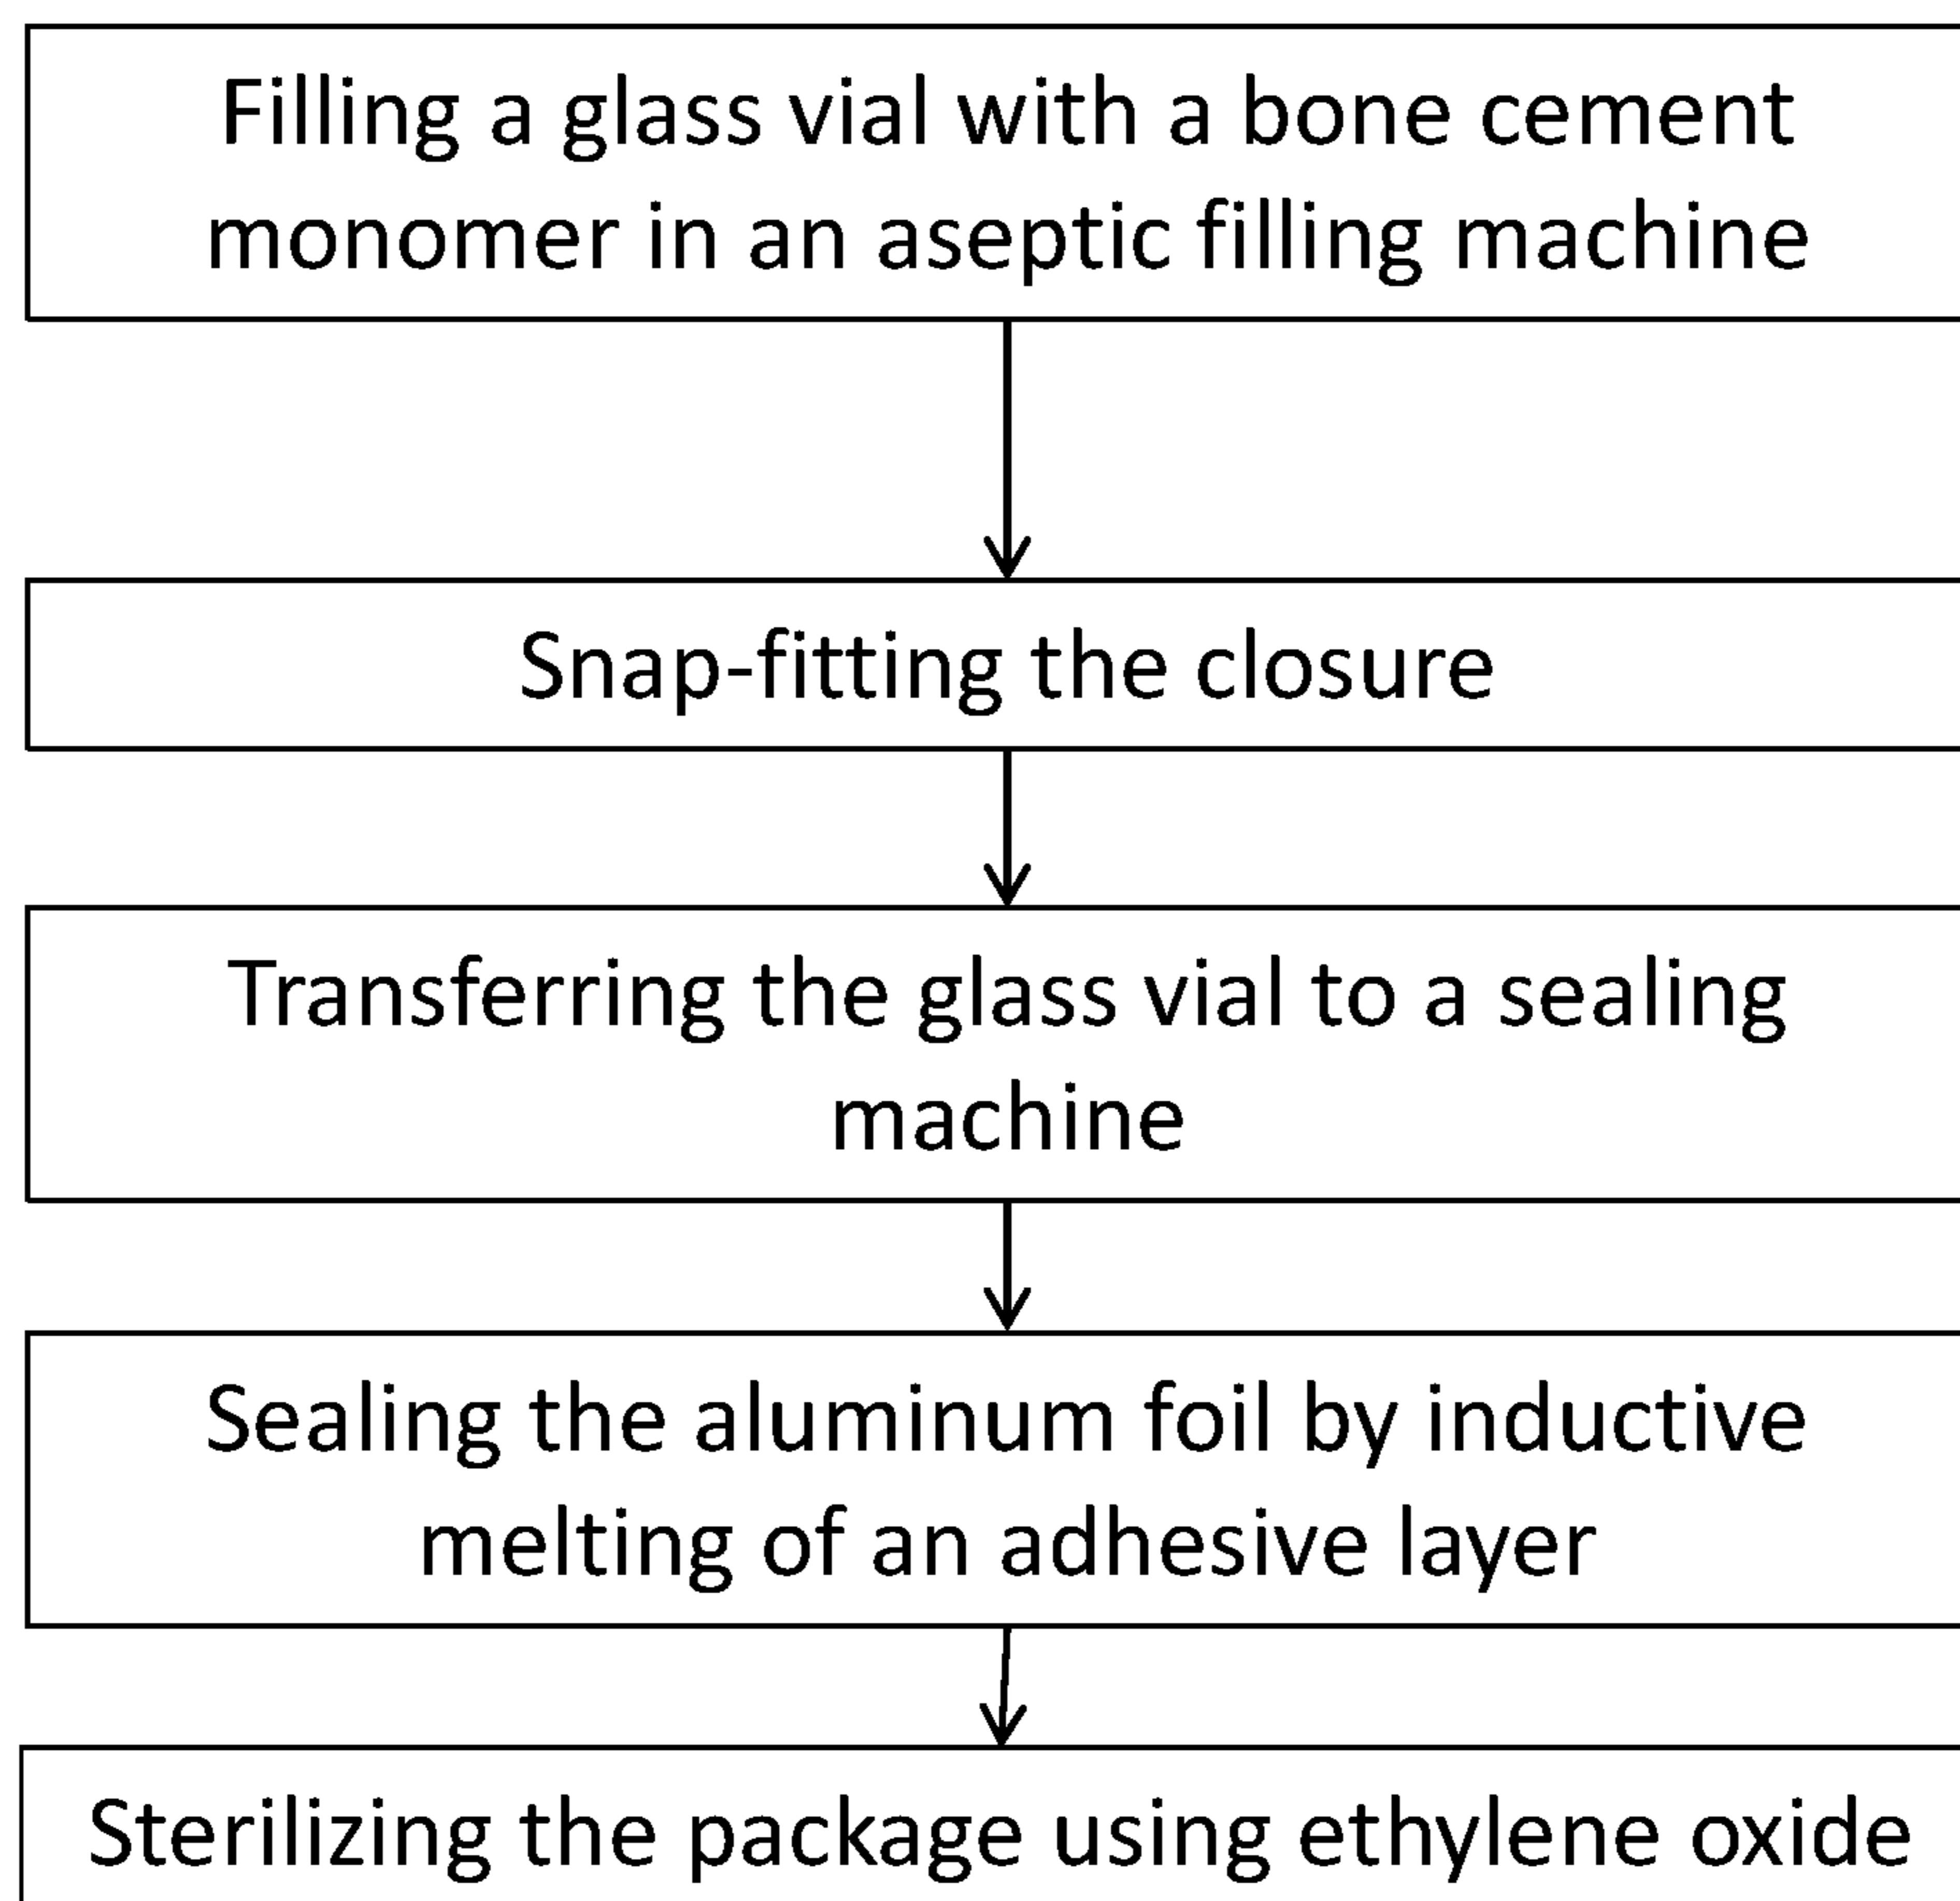 Filling a glass vial with a bone cement
monomer in an aseptic filling machine
Snap-fitting the closure
Transferring the glass vial to a sealing
machine
Sealing the aluminum foil by inductive
melting of an adhesive layer
Sterilizing the package using ethylene oxide